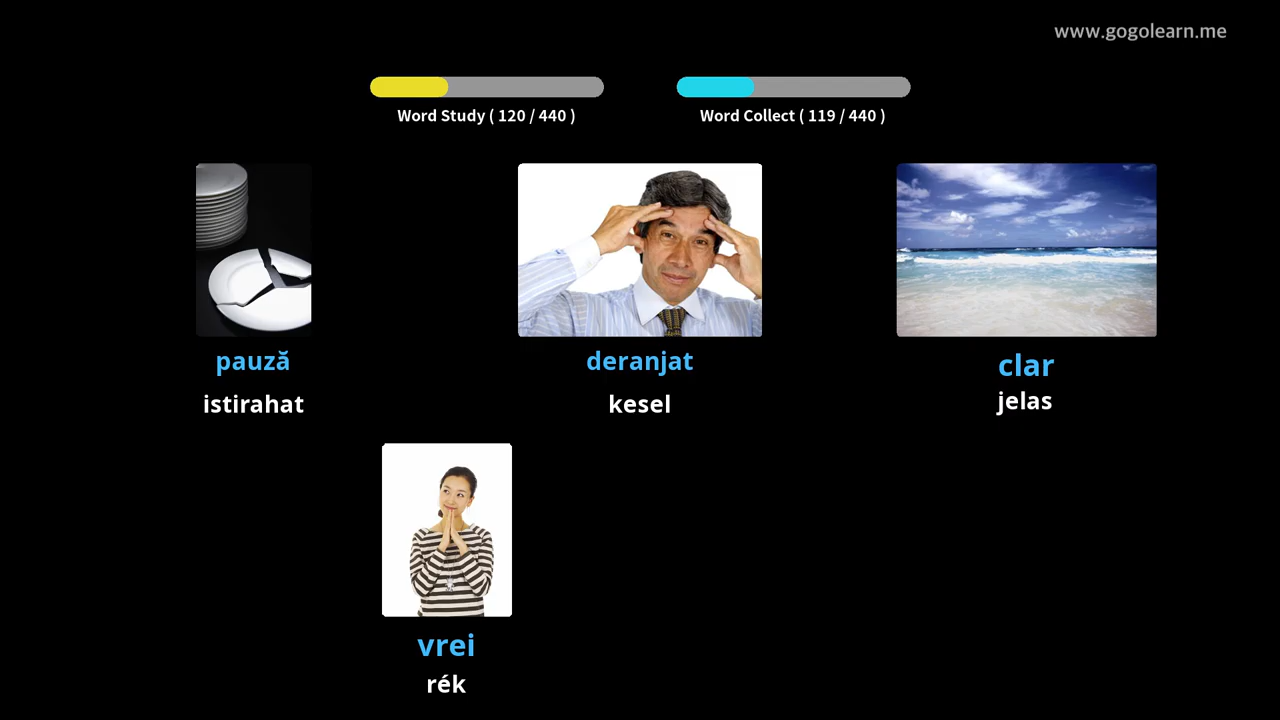 www.gogolearn.me
Word Study ( 120 / 440 )
Word Collect ( 119 / 440 )
pauză
istirahat
deranjat
kesel
clar
jelas
vrei
rék